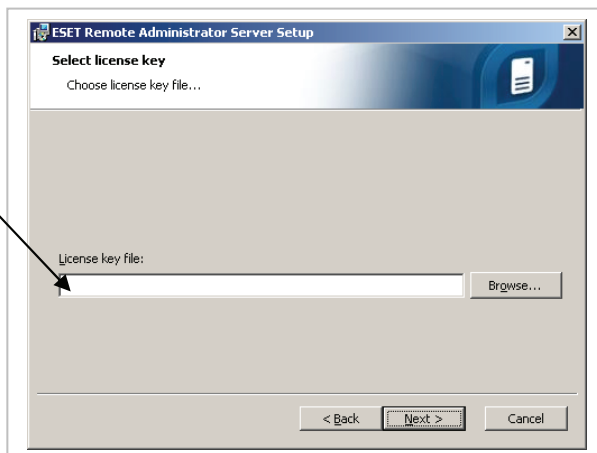 ESET Remote Administrator Server Setup
Select license key
Choose license key file...
License key file:
Browse...
< Back Next > Cancel